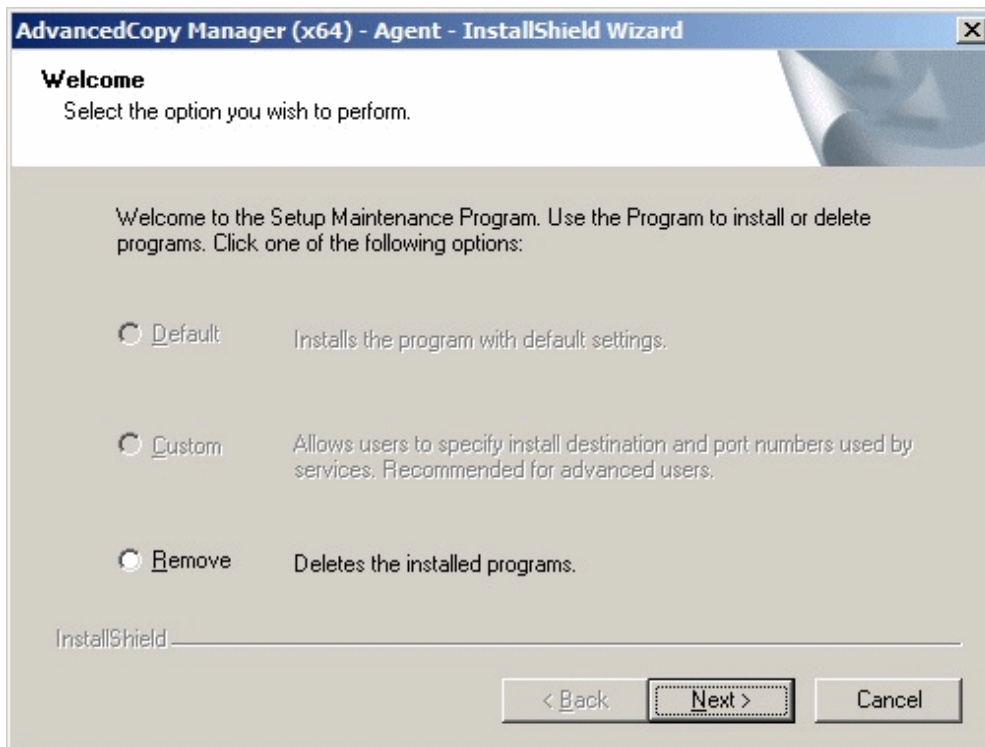 AdvancedCopy Manager (x64) - Agent - InstallShield Wizard
Welcome
Select the option you wish to perform.
Welcome to the Setup Maintenance Program. Use the Program to install or delete
programs. Click one of the following options:
Default
Installs the program with default settings.
Custom
Allows users to specify install destination and port numbers used by
services. Recommended for advanced users.
Remove
Deletes the installed programs.
InstallShield
< Back
Next >
Cancel